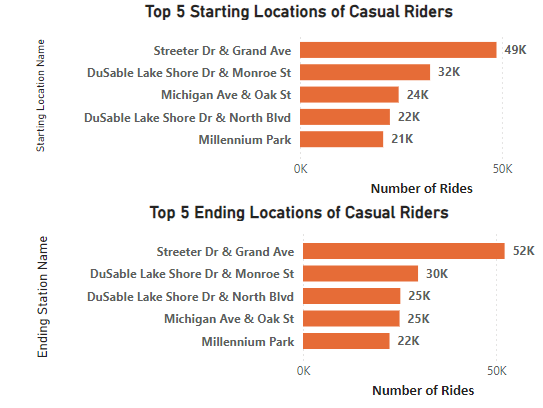 Top 5 Starting Locations of Casual Riders
Starting Location Name
Streeter Dr & Grand Ave 49K
DuSable Lake Shore Dr & Monroe St 32K
Michigan Ave & Oak St 24K
DuSable Lake Shore Dr & North Blvd 22K
Millennium Park 21K
0K 50K
Number of Rides
Top 5 Ending Locations of Casual Riders
Ending Station Name
Streeter Dr & Grand Ave 52K
DuSable Lake Shore Dr & Monroe St 30K
DuSable Lake Shore Dr & North Blvd 25K
Michigan Ave & Oak St 25K
Millennium Park 22K
0K 50K
Number of Rides